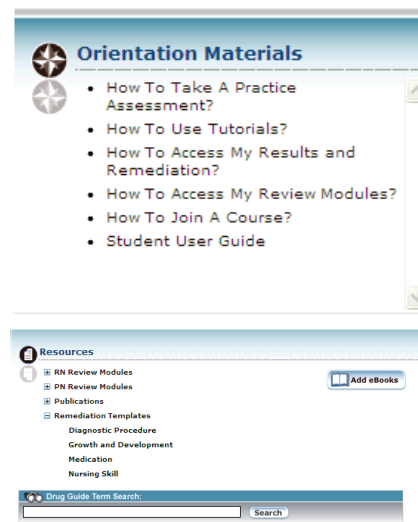 Orientation Materials
How To Take A Practice
Assessment?
How To Use Tutorials?
How To Access My Results and
Remediation?
How To Access My Review Modules?
How To Join A Course?
Student User Guide
Resources
RN Review Modules
Add eBooks
PN Review Modules
Publications
Remediation Templates
Diagnostic Procedure
Growth and Development
Medication
Nursing Skill
Drug Guide Term Search:
Search